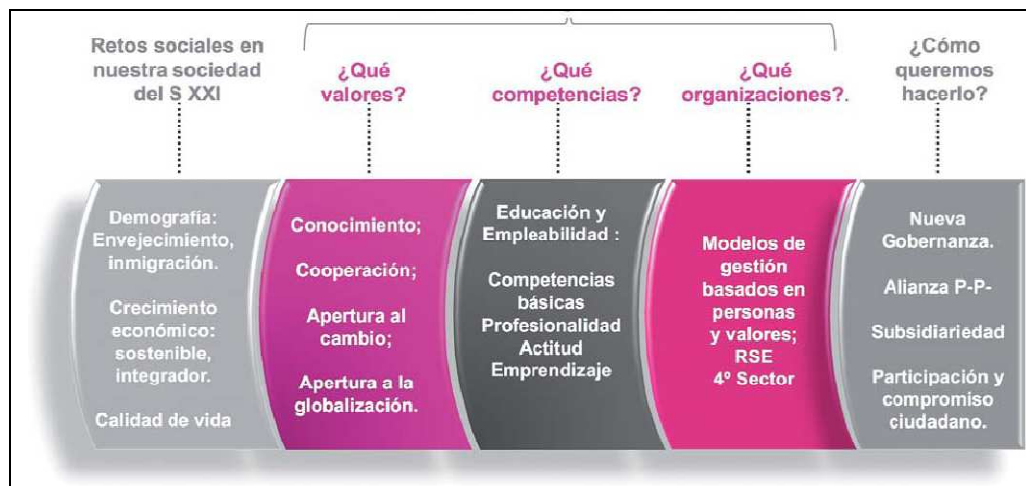 Retos sociales en
nuestra sociedad
del S XXI
¿Qué
valores?
¿Qué
competencias?
¿Qué
organizaciones?.
¿Cómo
queremos
hacerlo?
Demografía:
Envejecimiento,
inmigración.
Crecimiento
económico:
sostenible,
integrador.
Calidad de vida
Conocimiento;
Cooperación;
Apertura al
cambio;
Apertura a la
globalización.
Educación y
Empleabilidad :
Competencias
básicas
Profesionalidad
Actitud
Emprendizaje
Modelos de
gestión
basados en
personas
y valores;
RSE
4º Sector
Nueva
Gobernanza.
Alianza P-P-
Subsidiariedad
Participación y
compromiso
ciudadano.